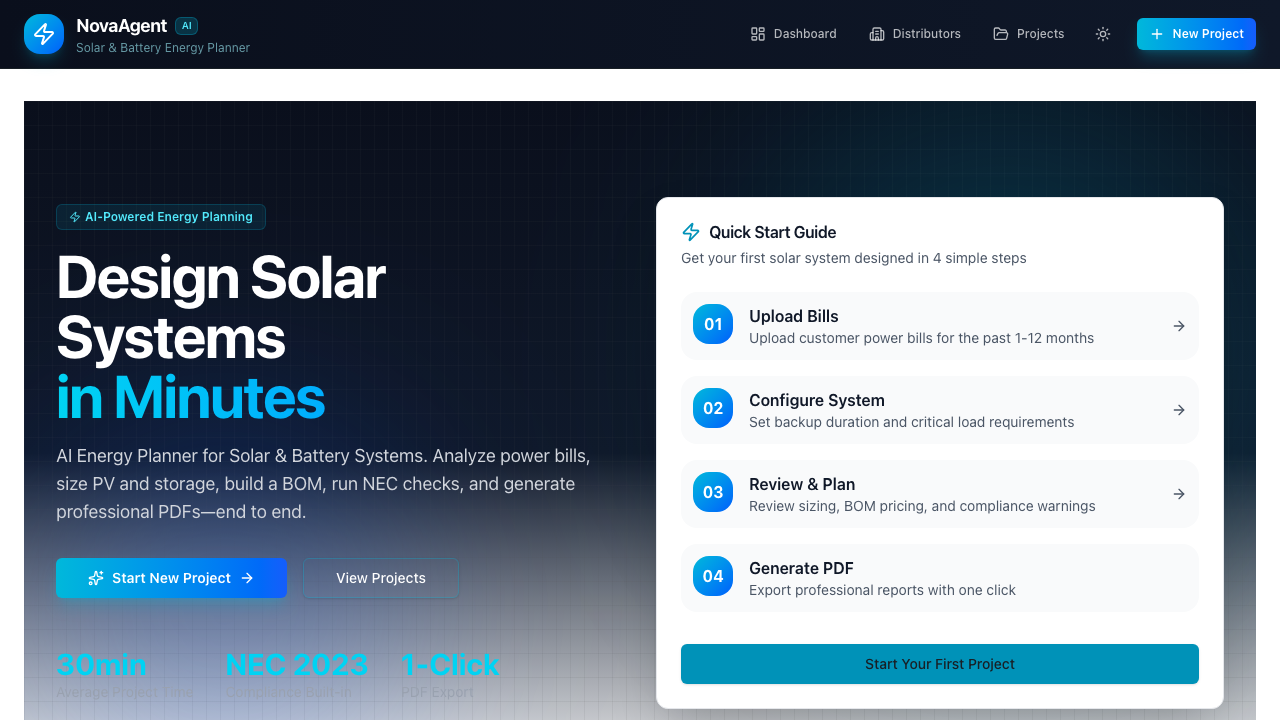 NovaAgent AI
Solar & Battery Energy Planner
Dashboard
Distributors
Projects
New Project
AI-Powered Energy Planning
Design Solar
Systems
in Minutes
AI Energy Planner for Solar & Battery Systems. Analyze power bills,
size PV and storage, build a BOM, run NEC checks, and generate
professional PDFs—end to end.
Start New Project
View Projects
30min
Average Project Time
NEC 2023
Compliance Built-in
1-Click
PDF Export
Quick Start Guide
Get your first solar system designed in 4 simple steps
01
Upload Bills
Upload customer power bills for the past 1-12 months
02
Configure System
Set backup duration and critical load requirements
03
Review & Plan
Review sizing, BOM pricing, and compliance warnings
04
Generate PDF
Export professional reports with one click
Start Your First Project